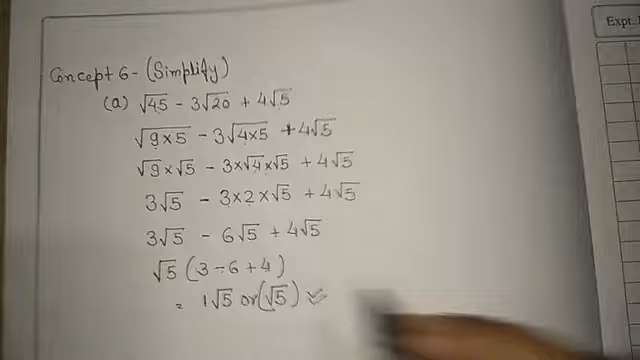 Expt.
Concept 6 - (Simplify)
(a) √45 - 3√20 + 4√5
√9×5 - 3√4×5 + 4√5
√9 × √5 - 3×√4×√5 + 4√5
3√5 - 3×2×√5 + 4√5
3√5 - 6√5 + 4√5
√5 (3-6+4)
= 1√5 or (√5)